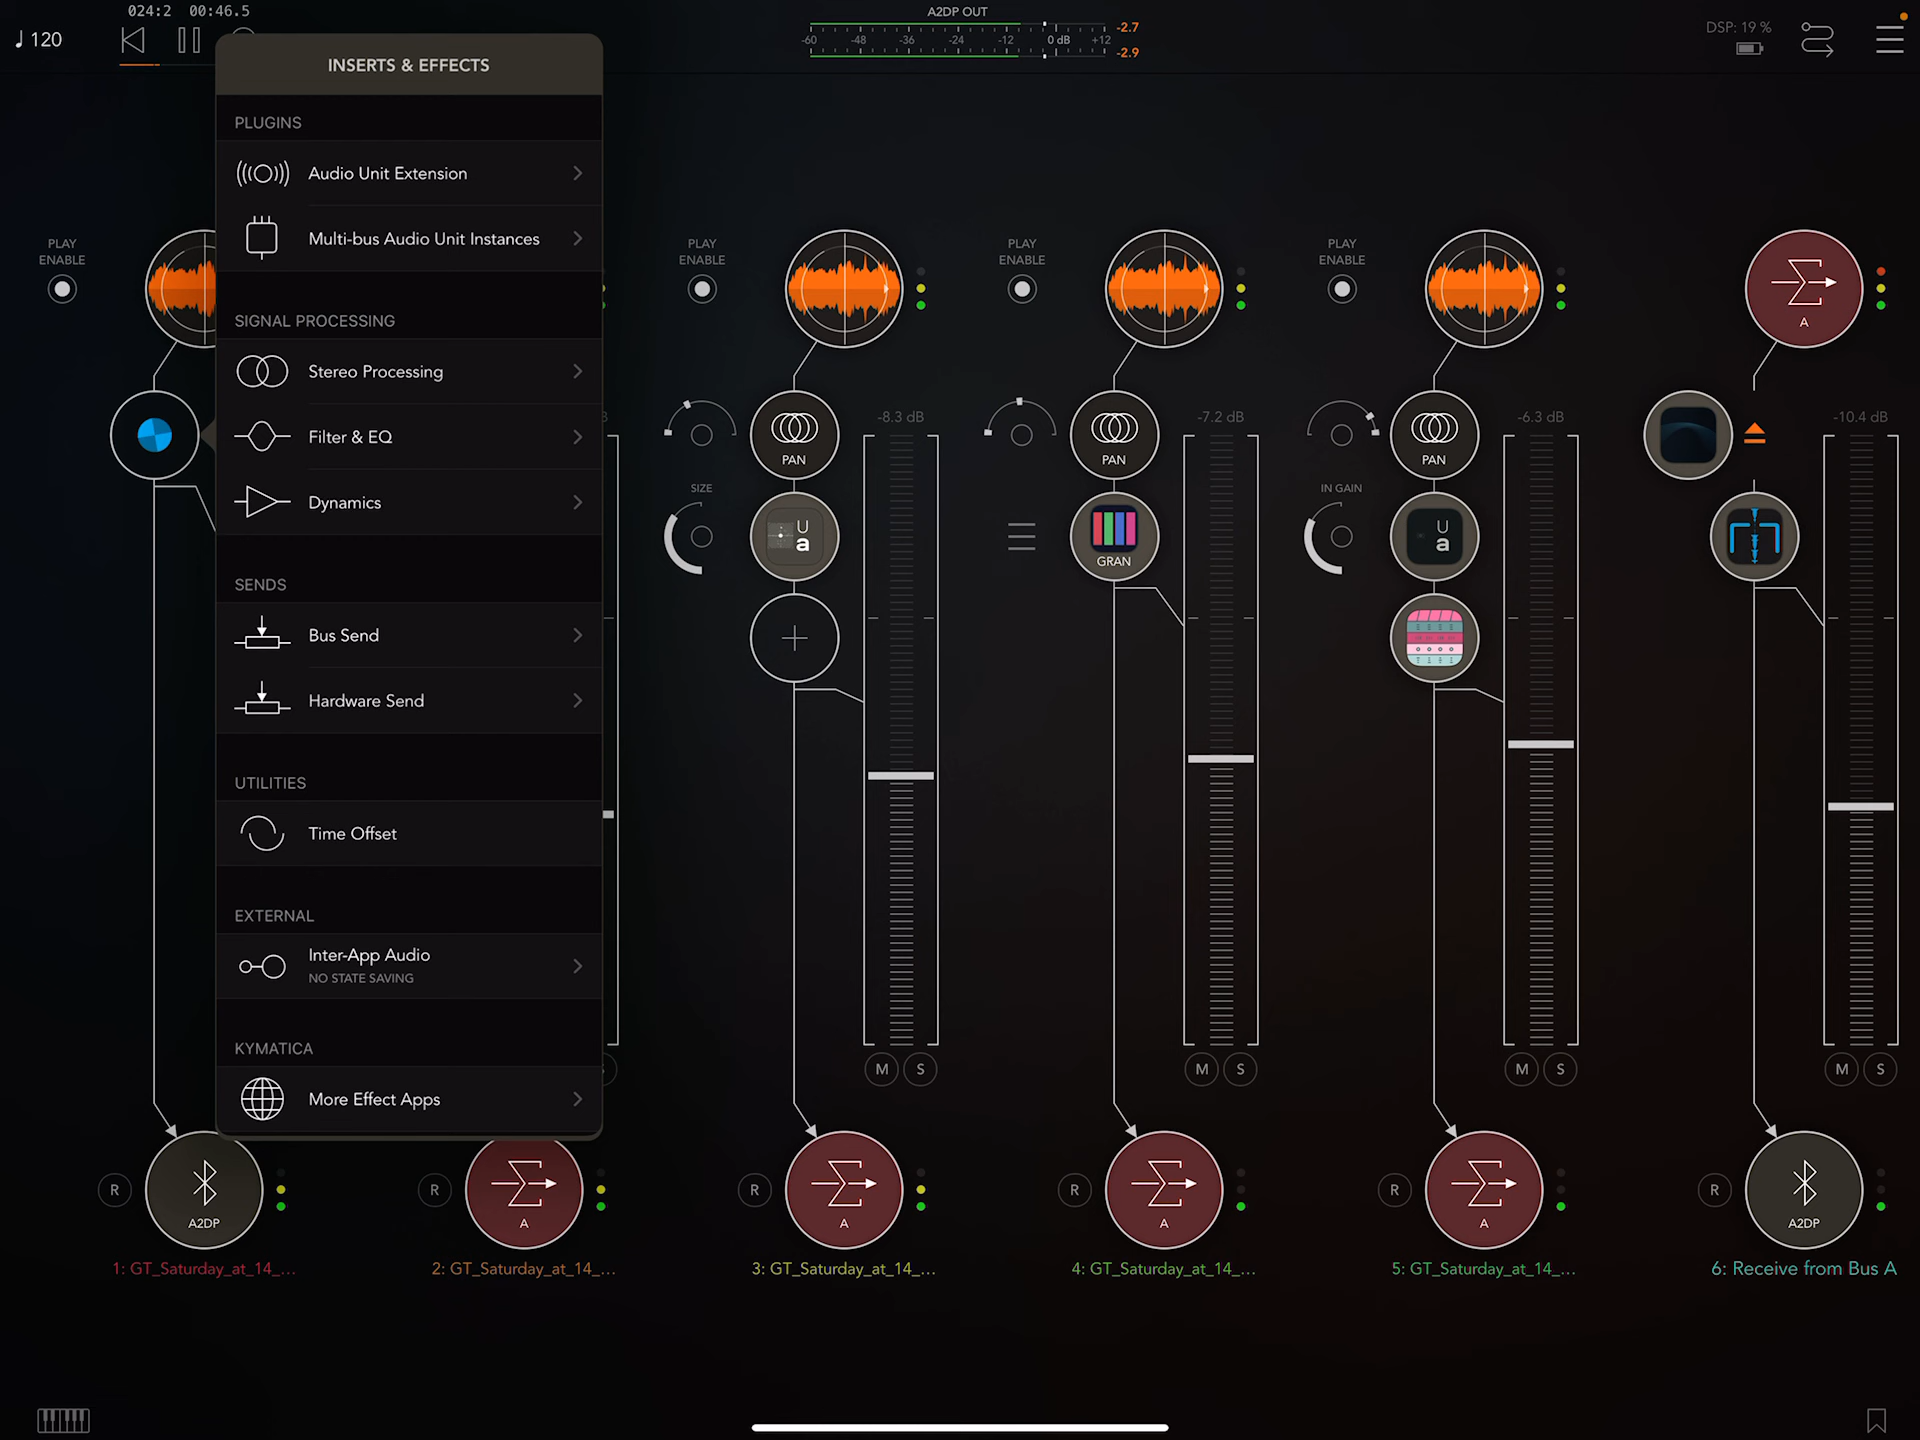 024:2 00:46.5
120
A2DP OUT
-60 -48 -36 -24 -12 0 dB +12
-2.7
-2.9
DSP: 19 %
INSERTS & EFFECTS
PLUGINS
Audio Unit Extension
Multi-bus Audio Unit Instances
SIGNAL PROCESSING
Stereo Processing
Filter & EQ
Dynamics
SENDS
Bus Send
Hardware Send
UTILITIES
Time Offset
EXTERNAL
Inter-App Audio
NO STATE SAVING
KYMATICA
More Effect Apps
PLAY
ENABLE
PLAY
ENABLE
PLAY
ENABLE
PLAY
ENABLE
A
PAN
-8.3 dB
PAN
-7.2 dB
PAN
-6.3 dB
-10.4 dB
SIZE
U
a
GRAN
IN GAIN
U
a
M S
M S
M S
M S
R
A2DP
R
A
R
A
R
A
R
A
R
A2DP
1: GT_Saturday_at_14_...
2: GT_Saturday_at_14_...
3: GT_Saturday_at_14_...
4: GT_Saturday_at_14_...
5: GT_Saturday_at_14_...
6: Receive from Bus A